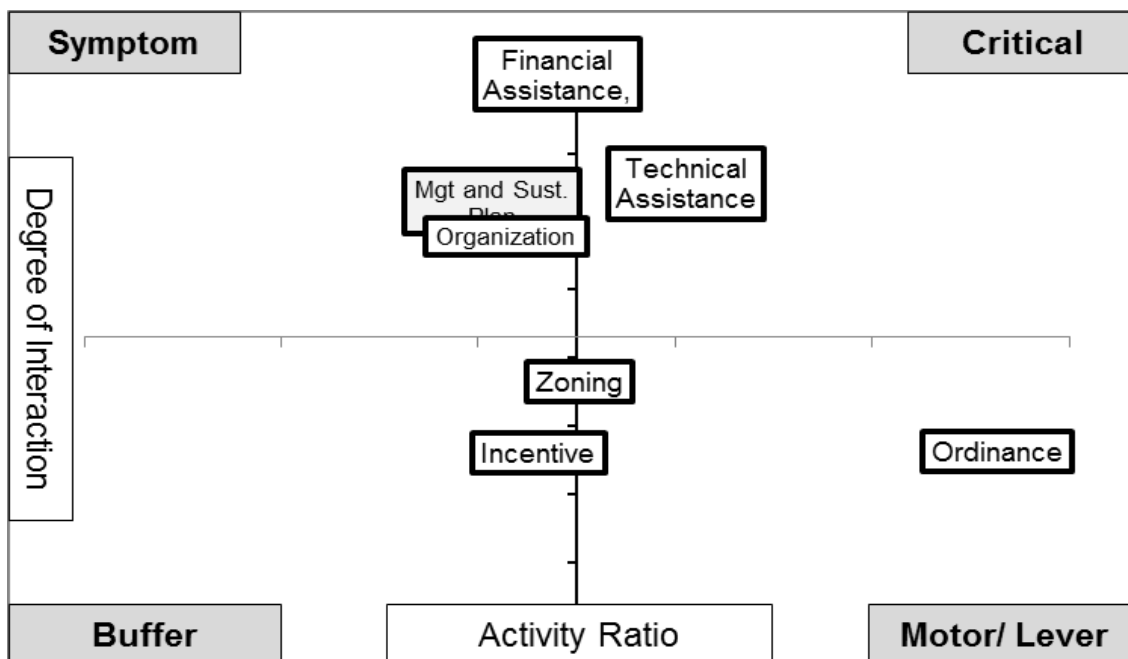 Symptom
Critical
Financial
Assistance,
Technical
Assistance
Mgt and Sust.
Plan
Organization
Degree of Interaction
Zoning
Incentive
Ordinance
Buffer
Activity Ratio
Motor/ Lever